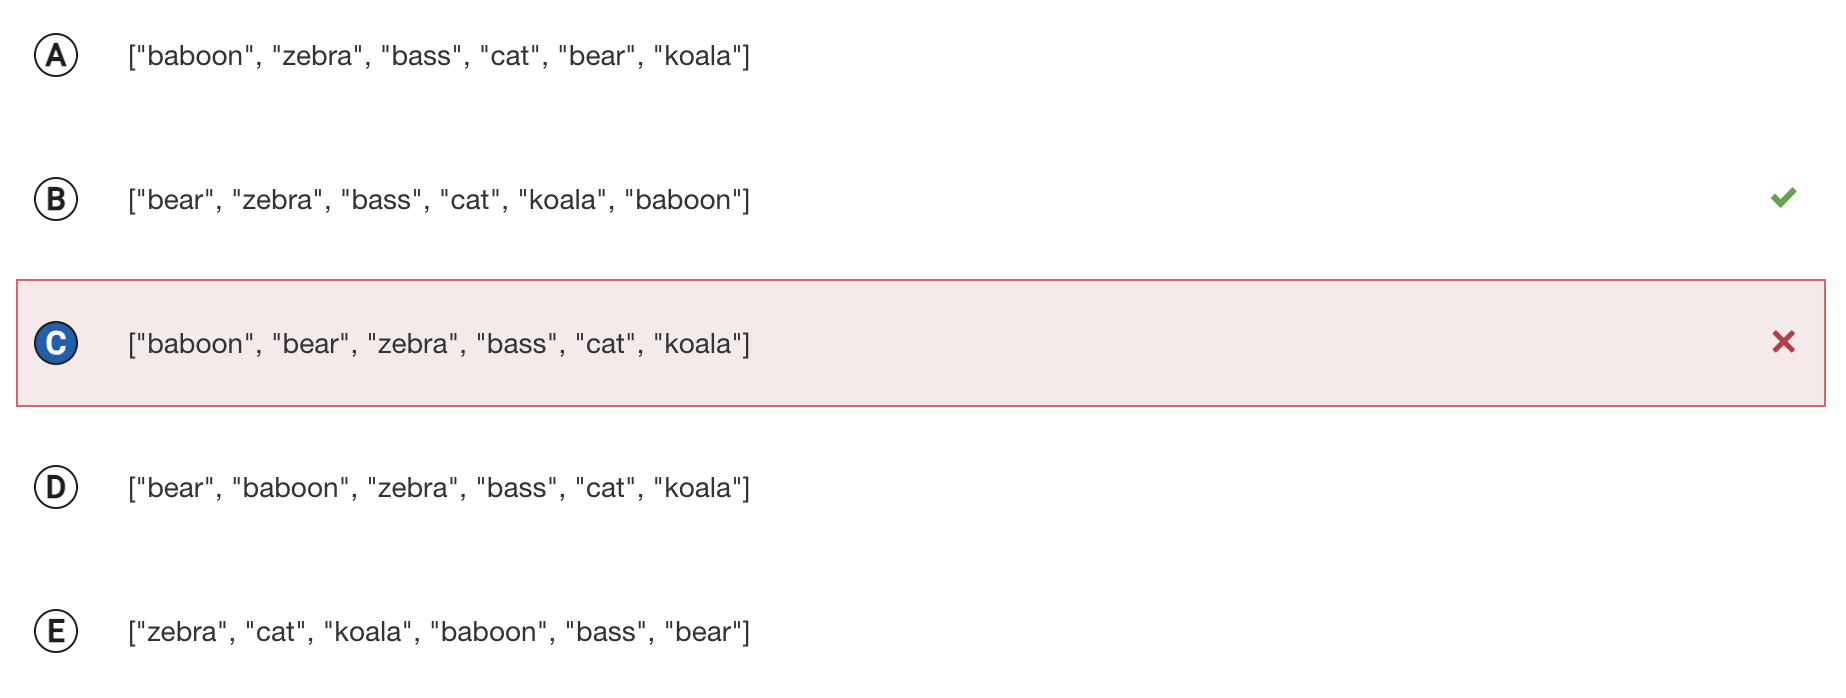 A ["baboon", "zebra", "bass", "cat", "bear", "koala"]
B ["bear", "zebra", "bass", "cat", "koala", "baboon"]
C ["baboon", "bear", "zebra", "bass", "cat", "koala"]
D ["bear", "baboon", "zebra", "bass", "cat", "koala"]
E ["zebra", "cat", "koala", "baboon", "bass", "bear"]